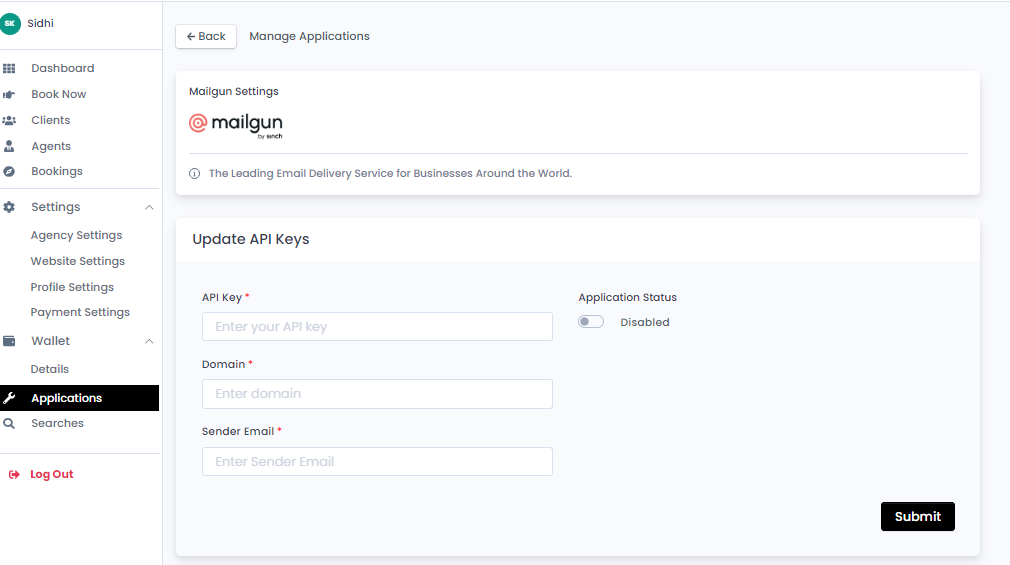 SK Sidhi
Dashboard
Book Now
Clients
Agents
Bookings
Settings
Agency Settings
Website Settings
Profile Settings
Payment Settings
Wallet
Details
Applications
Searches
Log Out
Back Manage Applications
Mailgun Settings
mailgun
by sinch
The Leading Email Delivery Service for Businesses Around the World.
Update API Keys
API Key *
Enter your API key
Application Status
Disabled
Domain *
Enter domain
Sender Email *
Enter Sender Email
Submit